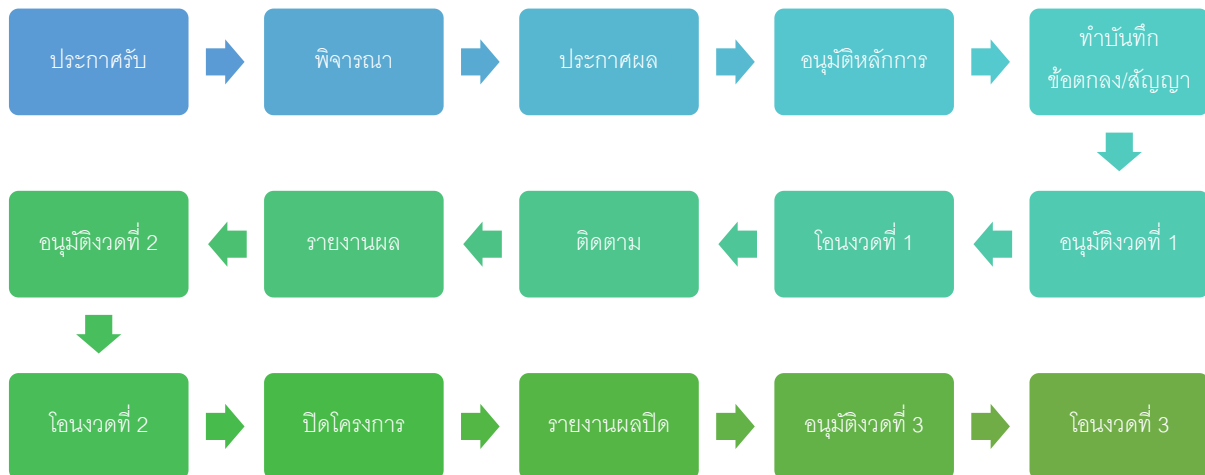 ประกาศรับ
พิจารณา
ประกาศผล
อนุมัติหลักการ
ทำบันทึก
ข้อตกลง/สัญญา
อนุมัติงวดที่ 1
โอนงวดที่ 1
ติดตาม
รายงานผล
อนุมัติงวดที่ 2
โอนงวดที่ 2
ปิดโครงการ
รายงานผลปิด
อนุมัติงวดที่ 3
โอนงวดที่ 3